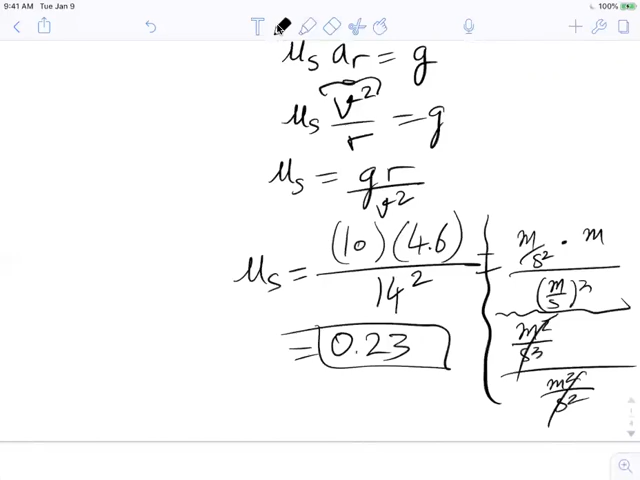 9:41 AM Tue Jan 9
100%
T
μs ar = g
μs v²/r = g
μs = gr/v²
μs = (10)(4.6)/14²
= 0.23
= m/s² · m
(m/s)²
m²/s²
m²/s²